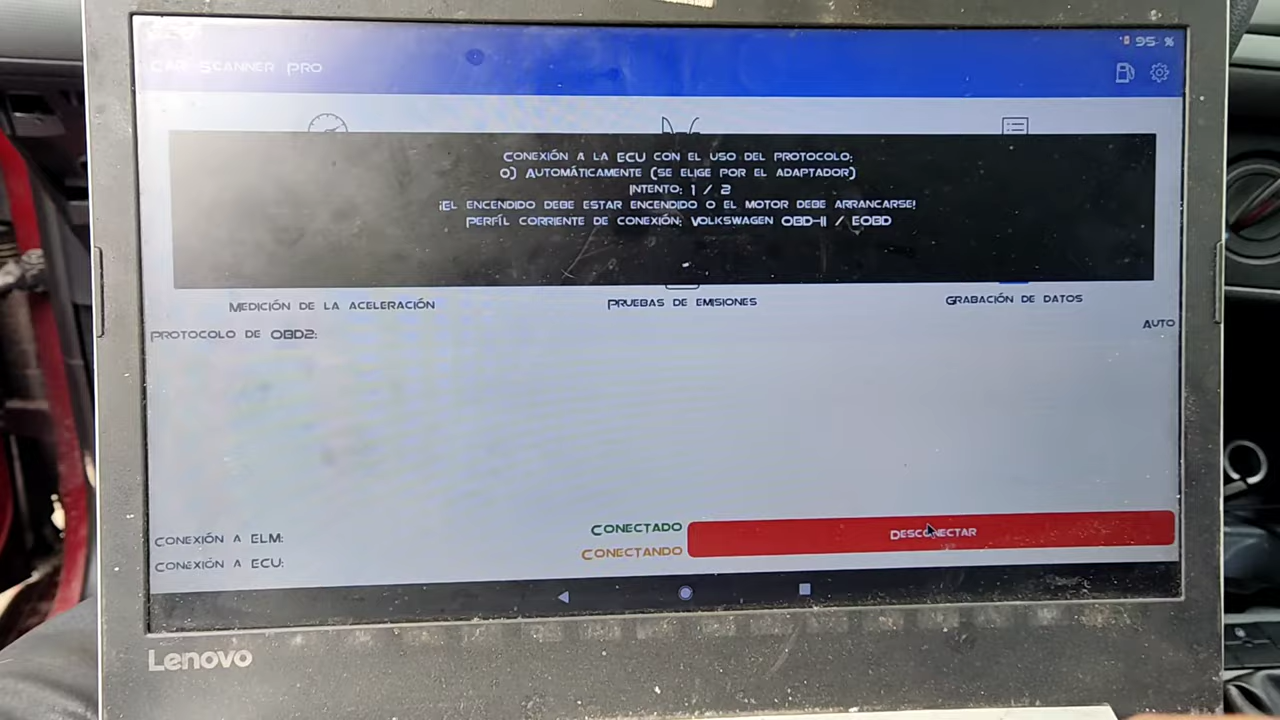 95 %
Car Scanner Pro
Conexión a la ECU con el uso del protocolo:
0) Automáticamente (se elige por el adaptador)
Intento: 1 / 2
¡El encendido debe estar encendido o el motor debe arrancarse!
Perfíl corriente de conexión: Volkswagen OBD-II / EOBD
Medición de la aceleración
Pruebas de emisiones
Grabación de datos
Protocolo de OBD2:
Auto
Conexión a ELM:
Conectado
Desconectar
Conexión a ECU:
Conectando
Lenovo